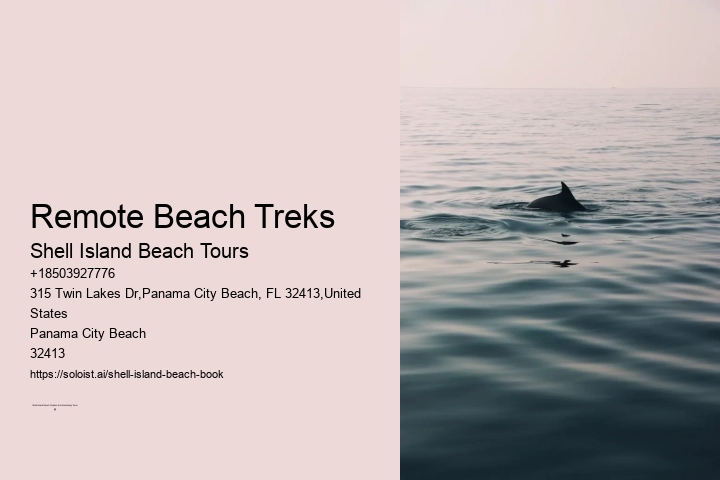 Remote Beach Treks
Shell Island Beach Tours
+18503927776
315 Twin Lakes Dr,Panama City Beach, FL 32413,United
States
Panama City Beach
32413
https://soloist.ai/shell-island-beach-book